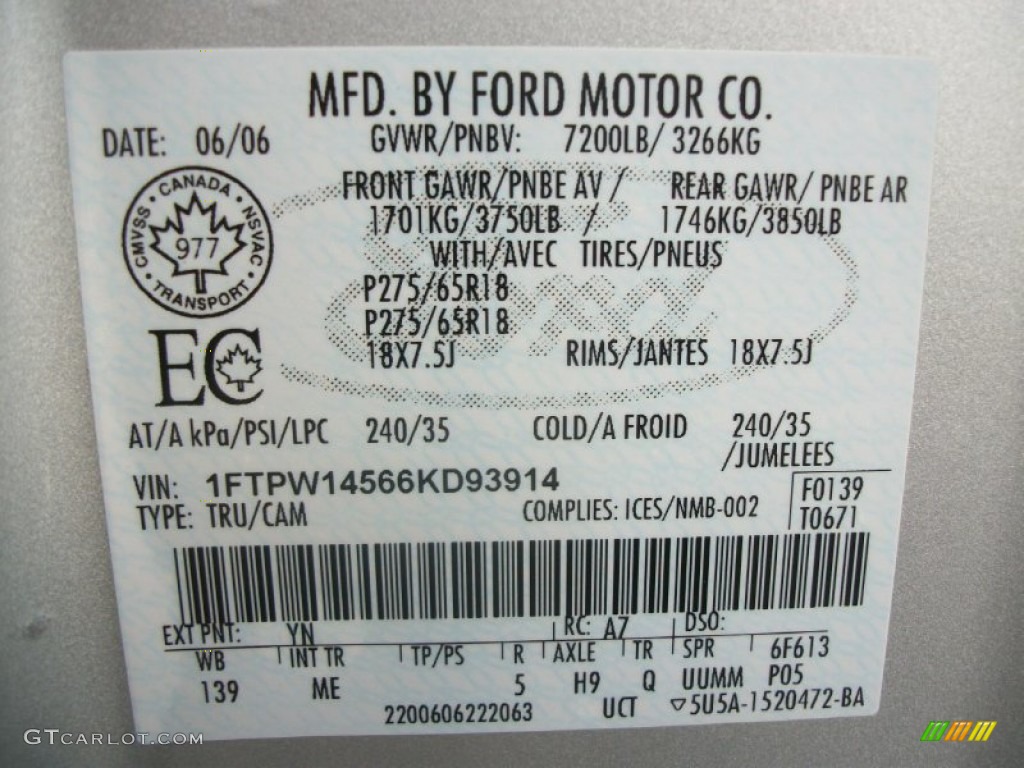 MFD. BY FORD MOTOR CO.
DATE: 06/06 GVWR/PNBV: 7200LB/ 3266KG
FRONT GAWR/PNBE AV / REAR GAWR/ PNBE AR
1701KG/3750LB / 1746KG/3850LB
WITH/AVEC TIRES/PNEUS
P275/65R18
P275/65R18
18X7.5J RIMS/JANTES 18X7.5J
CANADA
CMVSS • NSVAC
977
TRANSPORT
EC
AT/A kPa/PSI/LPC 240/35 COLD/A FROID 240/35
/JUMELEES
VIN: 1FTPW14566KD93914
F0139
TYPE: TRU/CAM COMPLIES: ICES/NMB-002 T0671
EXT PNT: YN RC: A7 DSO:
WB INT TR TP/PS R AXLE TR SPR 6F613
139 ME 5 H9 Q UUMM P05
2200606222063 UCT ▽5U5A-1520472-BA
GTCARLOT.COM